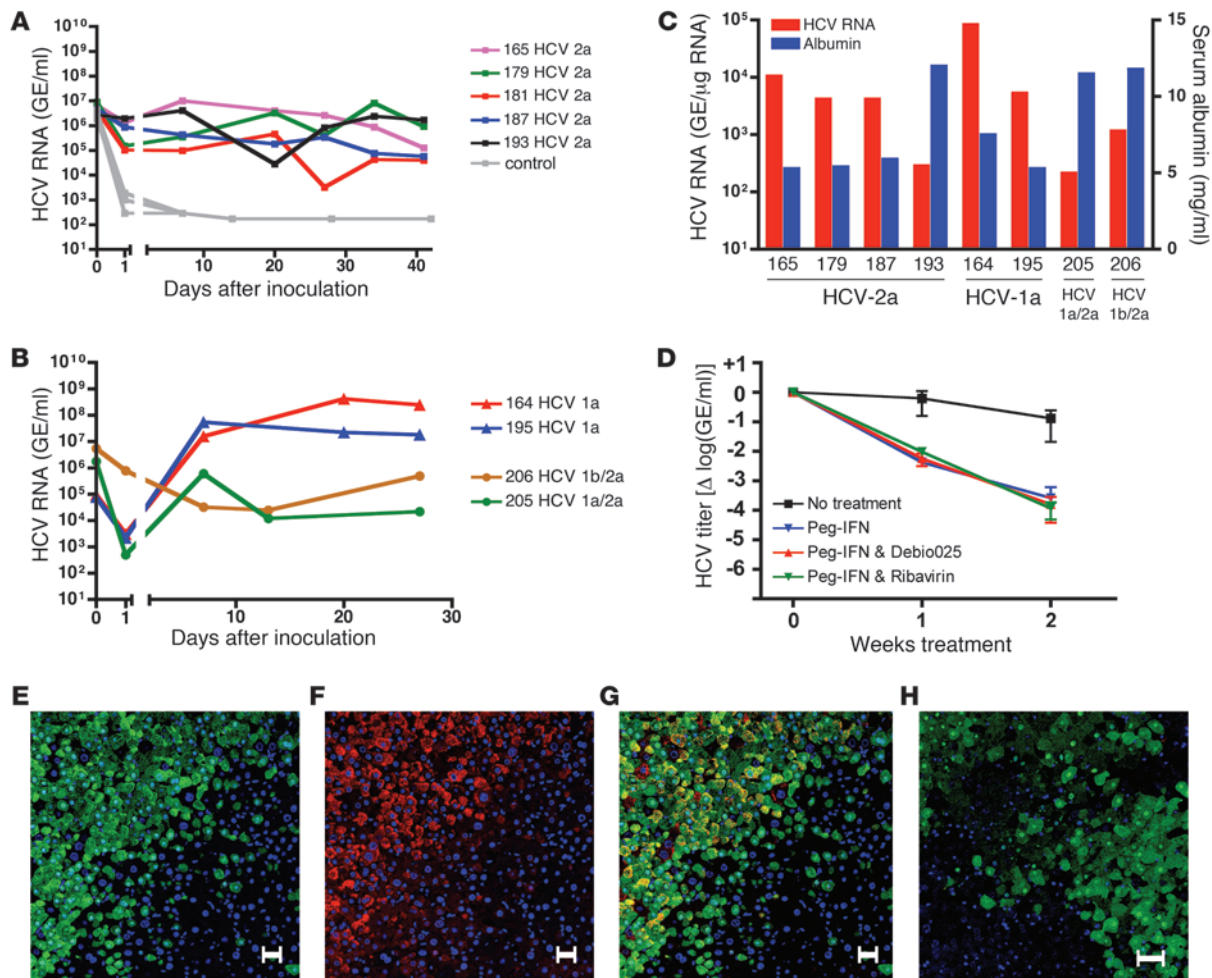 A
HCV RNA (GE/ml)
10^10
10^9
10^8
10^7
10^6
10^5
10^4
10^3
10^2
10^1
0
1
10
20
30
40
Days after inoculation
165 HCV 2a
179 HCV 2a
181 HCV 2a
187 HCV 2a
193 HCV 2a
control
B
HCV RNA (GE/ml)
10^10
10^9
10^8
10^7
10^6
10^5
10^4
10^3
10^2
10^1
0
1
10
20
30
Days after inoculation
164 HCV 1a
195 HCV 1a
206 HCV 1b/2a
205 HCV 1a/2a
C
HCV RNA (GE/µg RNA)
10^5
10^4
10^3
10^2
10^1
HCV RNA
Albumin
15
10
5
0
Serum albumin (mg/ml)
165 179 187 193 164 195 205 206
HCV-2a
HCV-1a
HCV 1a/2a
HCV 1b/2a
D
HCV titer [Δ log(GE/ml)]
+1
0
-1
-2
-3
-4
-5
-6
No treatment
Peg-IFN
Peg-IFN & Debio025
Peg-IFN & Ribavirin
0
1
2
Weeks treatment
E
F
G
H